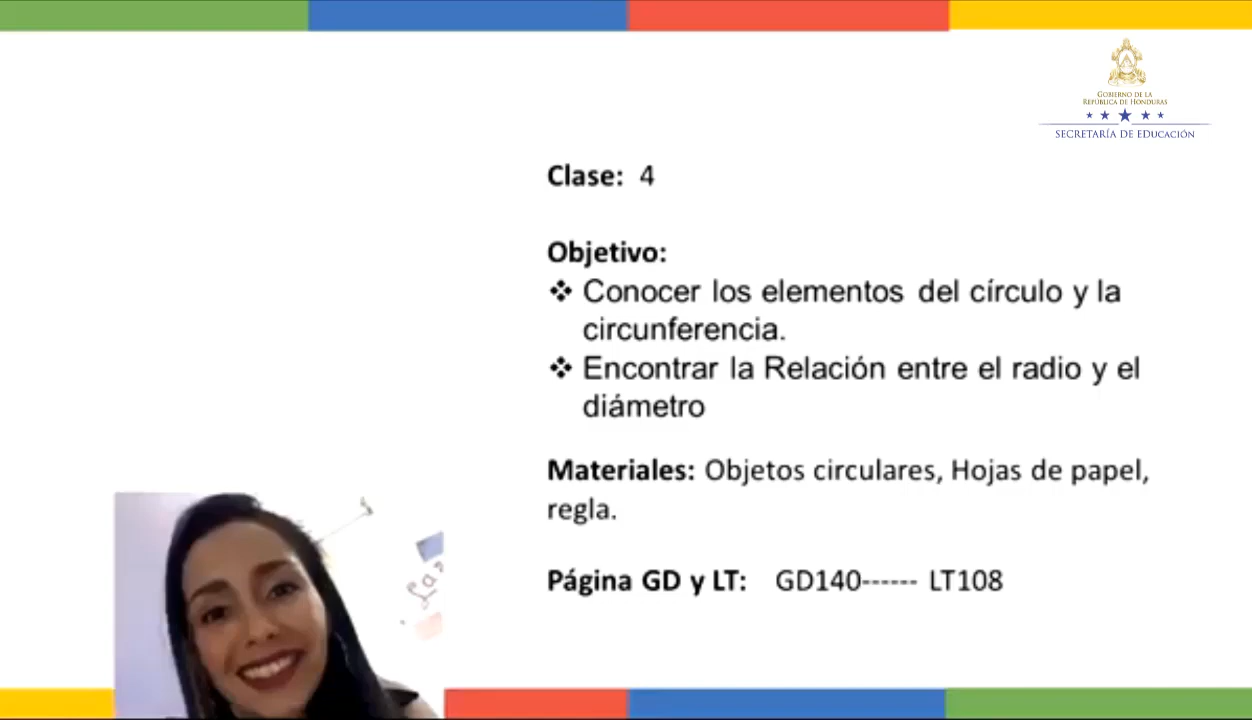 GOBIERNO DE LA
REPÚBLICA DE HONDURAS
SECRETARÍA DE EDUCACIÓN
Clase: 4
Objetivo:
❖ Conocer los elementos del círculo y la
circunferencia.
❖ Encontrar la Relación entre el radio y el
diámetro
Materiales: Objetos circulares, Hojas de papel,
regla.
Página GD y LT: GD140------ LT108